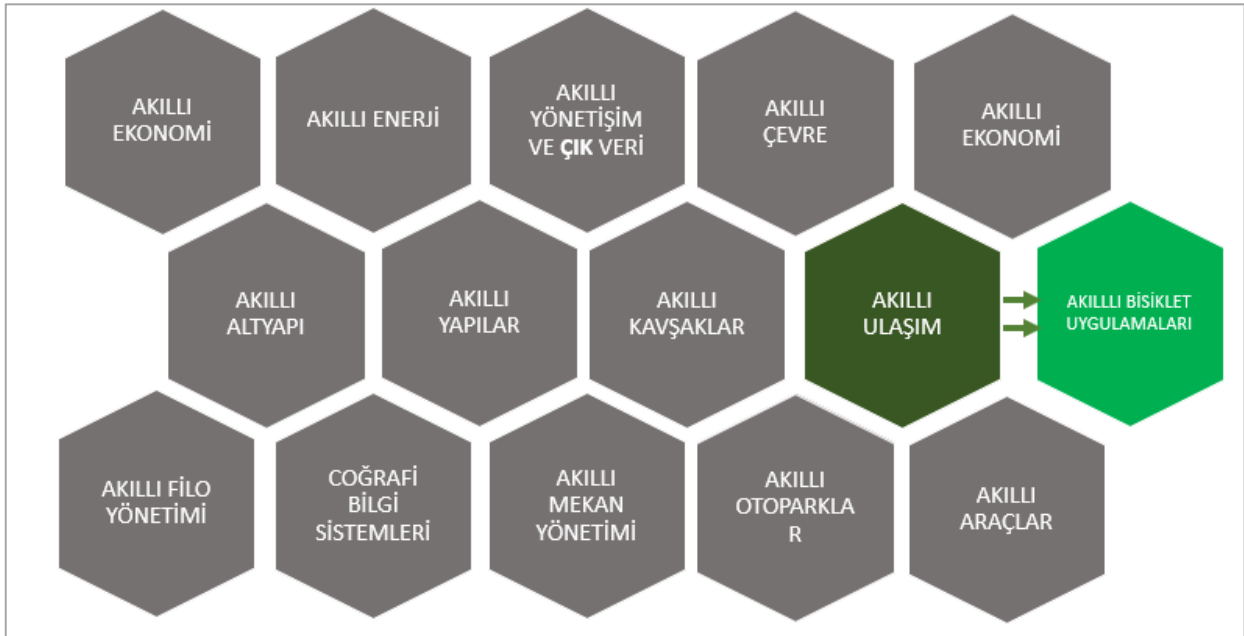 AKILLI
EKONOMİ
AKILLI ENERJİ
AKILLI
YÖNETİŞİM
VE ÇIK VERİ
AKILLI
ÇEVRE
AKILLI
EKONOMİ
AKILLI
ALTYAPI
AKILLI
YAPILAR
AKILLI
KAVŞAKLAR
AKILLI
ULAŞIM
AKILLLI BİSİKLET
UYGULAMALARI
AKILLI FİLO
YÖNETİMİ
COĞRAFİ
BİLGİ
SİSTEMLERİ
AKILLI
MEKAN
YÖNETİMİ
AKILLI
OTOPARKLA
R
AKILLI
ARAÇLAR